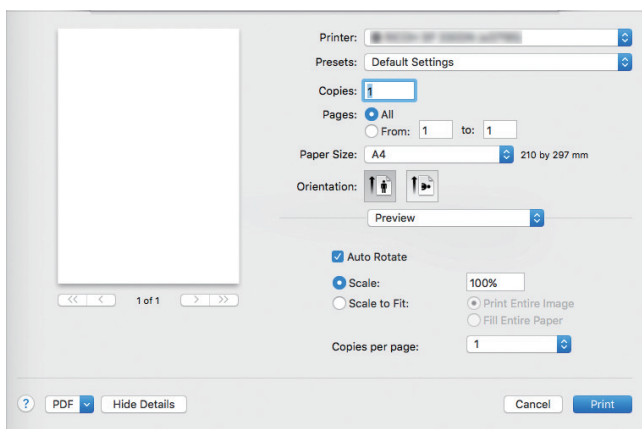 Printer:
Presets: Default Settings
Copies: 1
Pages: All
From: 1 to: 1
Paper Size: A4 210 by 297 mm
Orientation:
Preview
Auto Rotate
Scale: 100%
Scale to Fit: Print Entire Image
Fill Entire Paper
Copies per page: 1
<< < 1 of 1 > >>
? PDF Hide Details Cancel Print